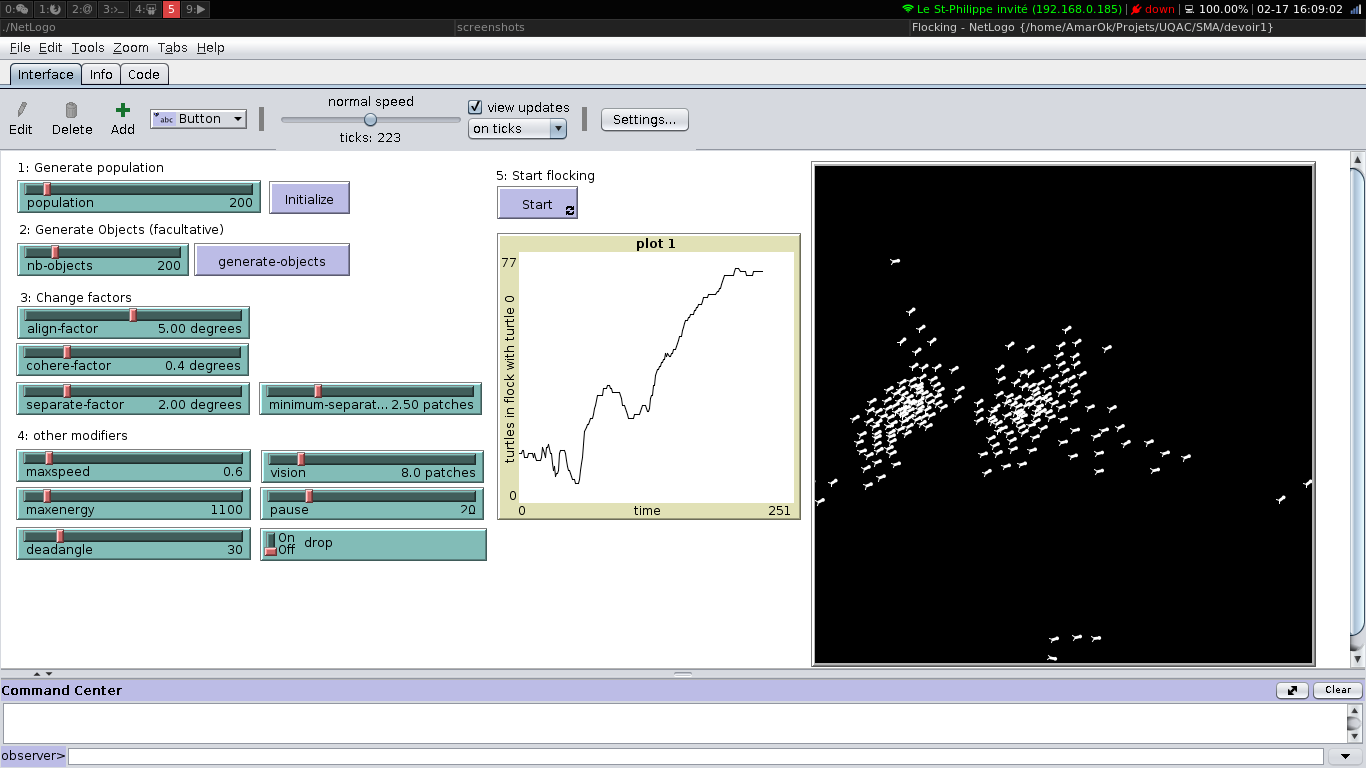 0: 1: 2:@ 3:>_ 4: 5 9: Le St-Philippe invité (192.168.0.185) | down | 100.00% | 02-17 16:09:02
./NetLogo screenshots Flocking - NetLogo {/home/AmarOk/Projets/UQAC/SMA/devoir1}
File Edit Tools Zoom Tabs Help
Interface Info Code
Edit Delete Add abc Button
normal speed
ticks: 223
view updates
on ticks
Settings...
1: Generate population
population 200
Initialize
2: Generate Objects (facultative)
nb-objects 200
generate-objects
3: Change factors
align-factor 5.00 degrees
cohere-factor 0.4 degrees
separate-factor 2.00 degrees
minimum-separat... 2.50 patches
4: other modifiers
maxspeed 0.6
vision 8.0 patches
maxenergy 1100
pause 20
deadangle 30
On
Off
drop
5: Start flocking
Start
plot 1
77
turtles in flock with turtle 0
0
0 time 251
Command Center
Clear
observer>